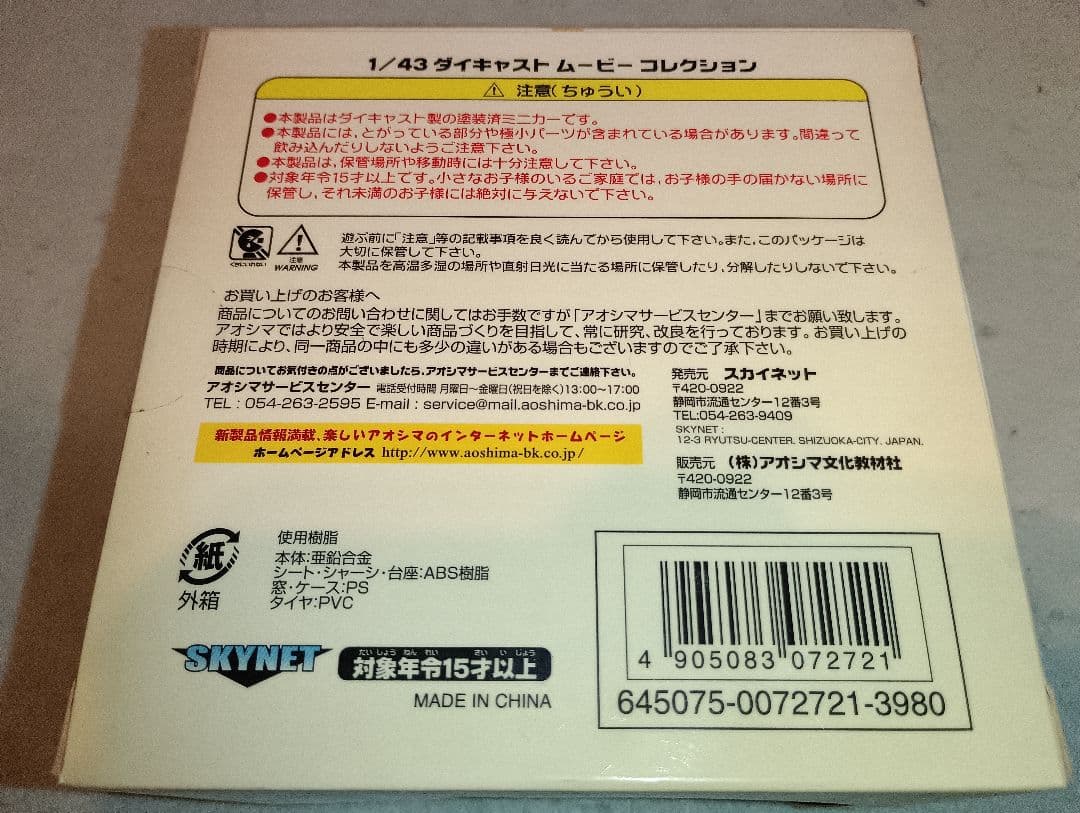 1/43 ダイキャスト ムービー コレクション
⚠ 注意(ちゅうい)
●本製品はダイキャスト製の塗装済ミニカーです。
●本製品には、とがっている部分や極小パーツが含まれている場合があります。間違って
飲み込んだりしないようご注意下さい。
●本製品は、保管場所や移動時には十分注意して下さい。
●対象年令15才以上です。小さなお子様のいるご家庭では、お子様の手の届かない場所に
保管し、それ未満のお子様には絶対に与えないで下さい。
くちにいれない
注意
WARNING
遊ぶ前に「注意」等の記載事項を良く読んでから使用して下さい。また、このパッケージは
大切に保管して下さい。
本製品を高温多湿の場所や直射日光に当たる場所に保管したり、分解したりしないで下さい。
お買い上げのお客様へ
商品についてのお問い合わせに関してはお手数ですが「アオシマサービスセンター」までお願い致します。
アオシマではより安全で楽しい商品づくりを目指して、常に研究、改良を行っております。お買い上げの
時期により、同一商品の中にも多少の違いがある場合もございますのでご了承下さい。
商品についてお気付きの点がございましたら、アオシマサービスセンターまでご連絡下さい。
アオシマサービスセンター 電話受付時間 月曜日~金曜日(祝日を除く)13:00~17:00
TEL : 054-263-2595 E-mail : service@mail.aoshima-bk.co.jp
新製品情報満載、楽しいアオシマのインターネットホームページ
ホームページアドレス http://www.aoshima-bk.co.jp/
発売元 スカイネット
〒420-0922
静岡市流通センター12番3号
TEL:054-263-9409
SKYNET :
12-3 RYUTSU-CENTER. SHIZUOKA-CITY. JAPAN.
販売元 (株)アオシマ文化教材社
〒420-0922
静岡市流通センター12番3号
紙
外箱
使用樹脂
本体:亜鉛合金
シート・シャーシ・台座:ABS樹脂
窓・ケース:PS
タイヤ:PVC
SKYNET
たいしょう ねん れい さい い じょう
対象年令15才以上
MADE IN CHINA
4 905083 072721
645075-0072721-3980